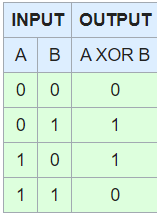 INPUT OUTPUT
A B A XOR B
0 0 0
0 1 1
1 0 1
1 1 0